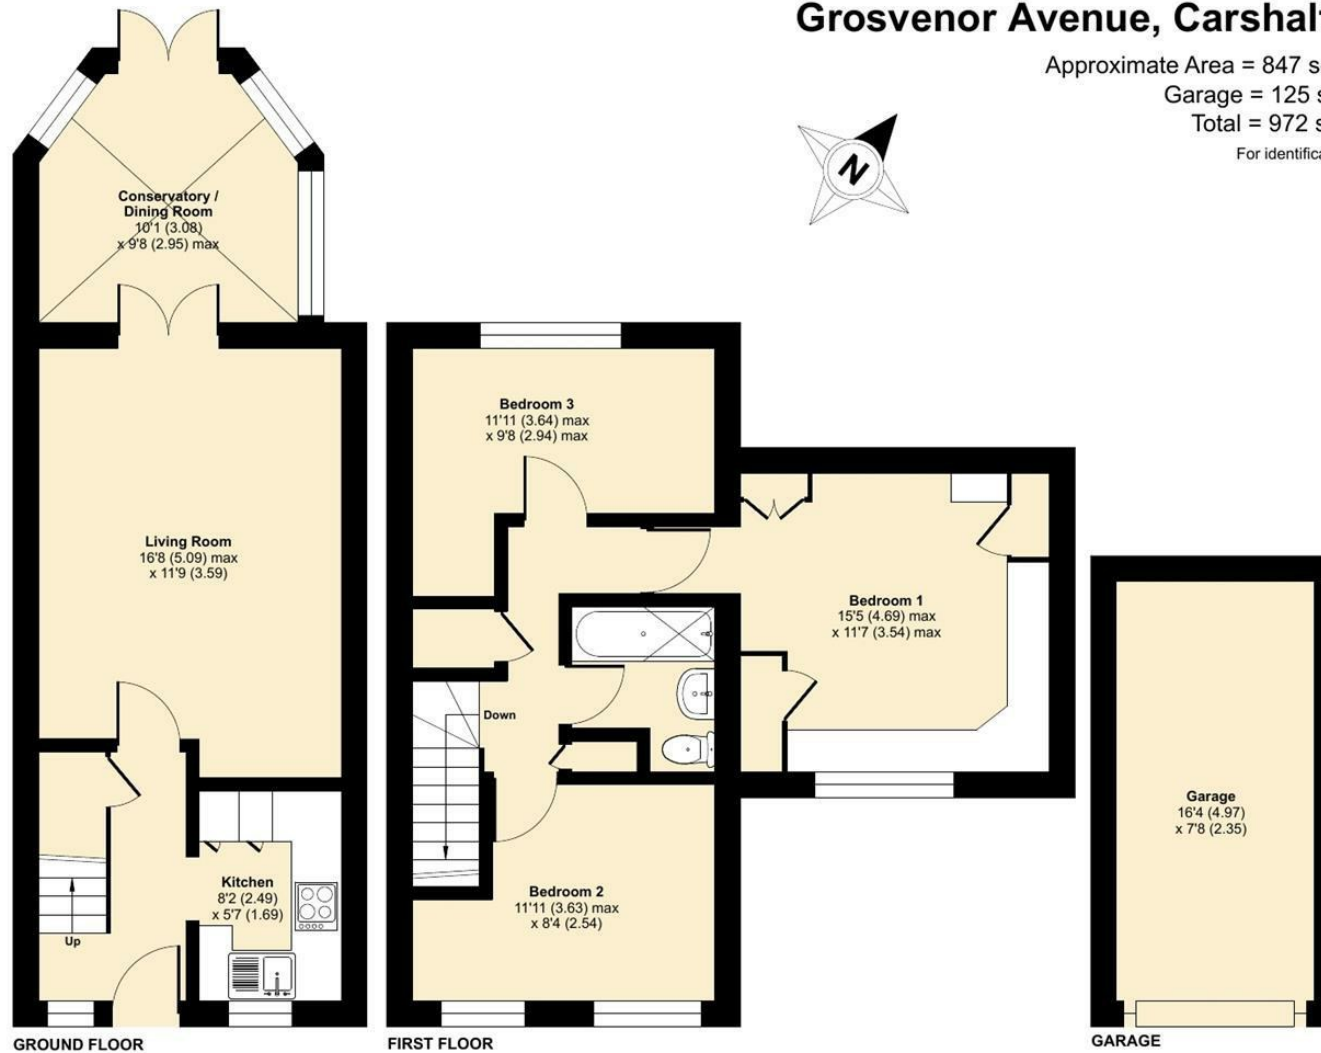 Grosvenor Avenue, Carshalt
Approximate Area = 847 s
Garage = 125 s
Total = 972 s
For identifica
N
Conservatory /
Dining Room
10'1 (3.08)
x 9'8 (2.95) max
Living Room
16'8 (5.09) max
x 11'9 (3.59)
Kitchen
8'2 (2.49)
x 5'7 (1.69)
Up
GROUND FLOOR
Bedroom 3
11'11 (3.64) max
x 9'8 (2.94) max
Bedroom 1
15'5 (4.69) max
x 11'7 (3.54) max
Down
Bedroom 2
11'11 (3.63) max
x 8'4 (2.54)
FIRST FLOOR
Garage
16'4 (4.97)
x 7'8 (2.35)
GARAGE